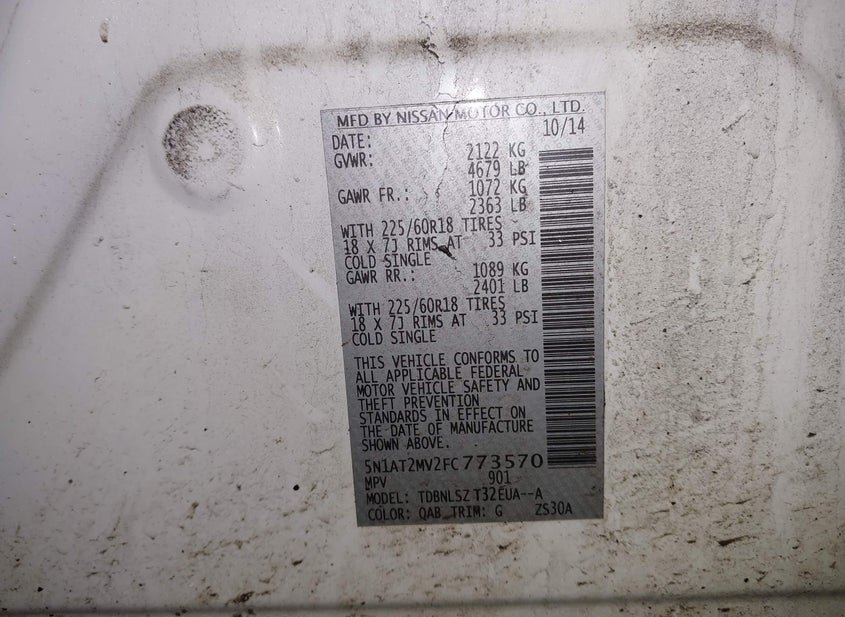 MFD BY NISSAN MOTOR CO., LTD.
DATE: 10/14
GVWR: 2122 KG
4679 LB
GAWR FR.: 1072 KG
2363 LB
WITH 225/60R18 TIRES
18 X 7J RIMS AT 33 PSI
COLD SINGLE
GAWR RR.: 1089 KG
2401 LB
WITH 225/60R18 TIRES
18 X 7J RIMS AT 33 PSI
COLD SINGLE
THIS VEHICLE CONFORMS TO
ALL APPLICABLE FEDERAL
MOTOR VEHICLE SAFETY AND
THEFT PREVENTION
STANDARDS IN EFFECT ON
THE DATE OF MANUFACTURE
SHOWN ABOVE.
5N1AT2MV2FC773570
MPV 901
MODEL: TDBNLSZ T32EUA--A
COLOR: QAB TRIM: G ZS30A